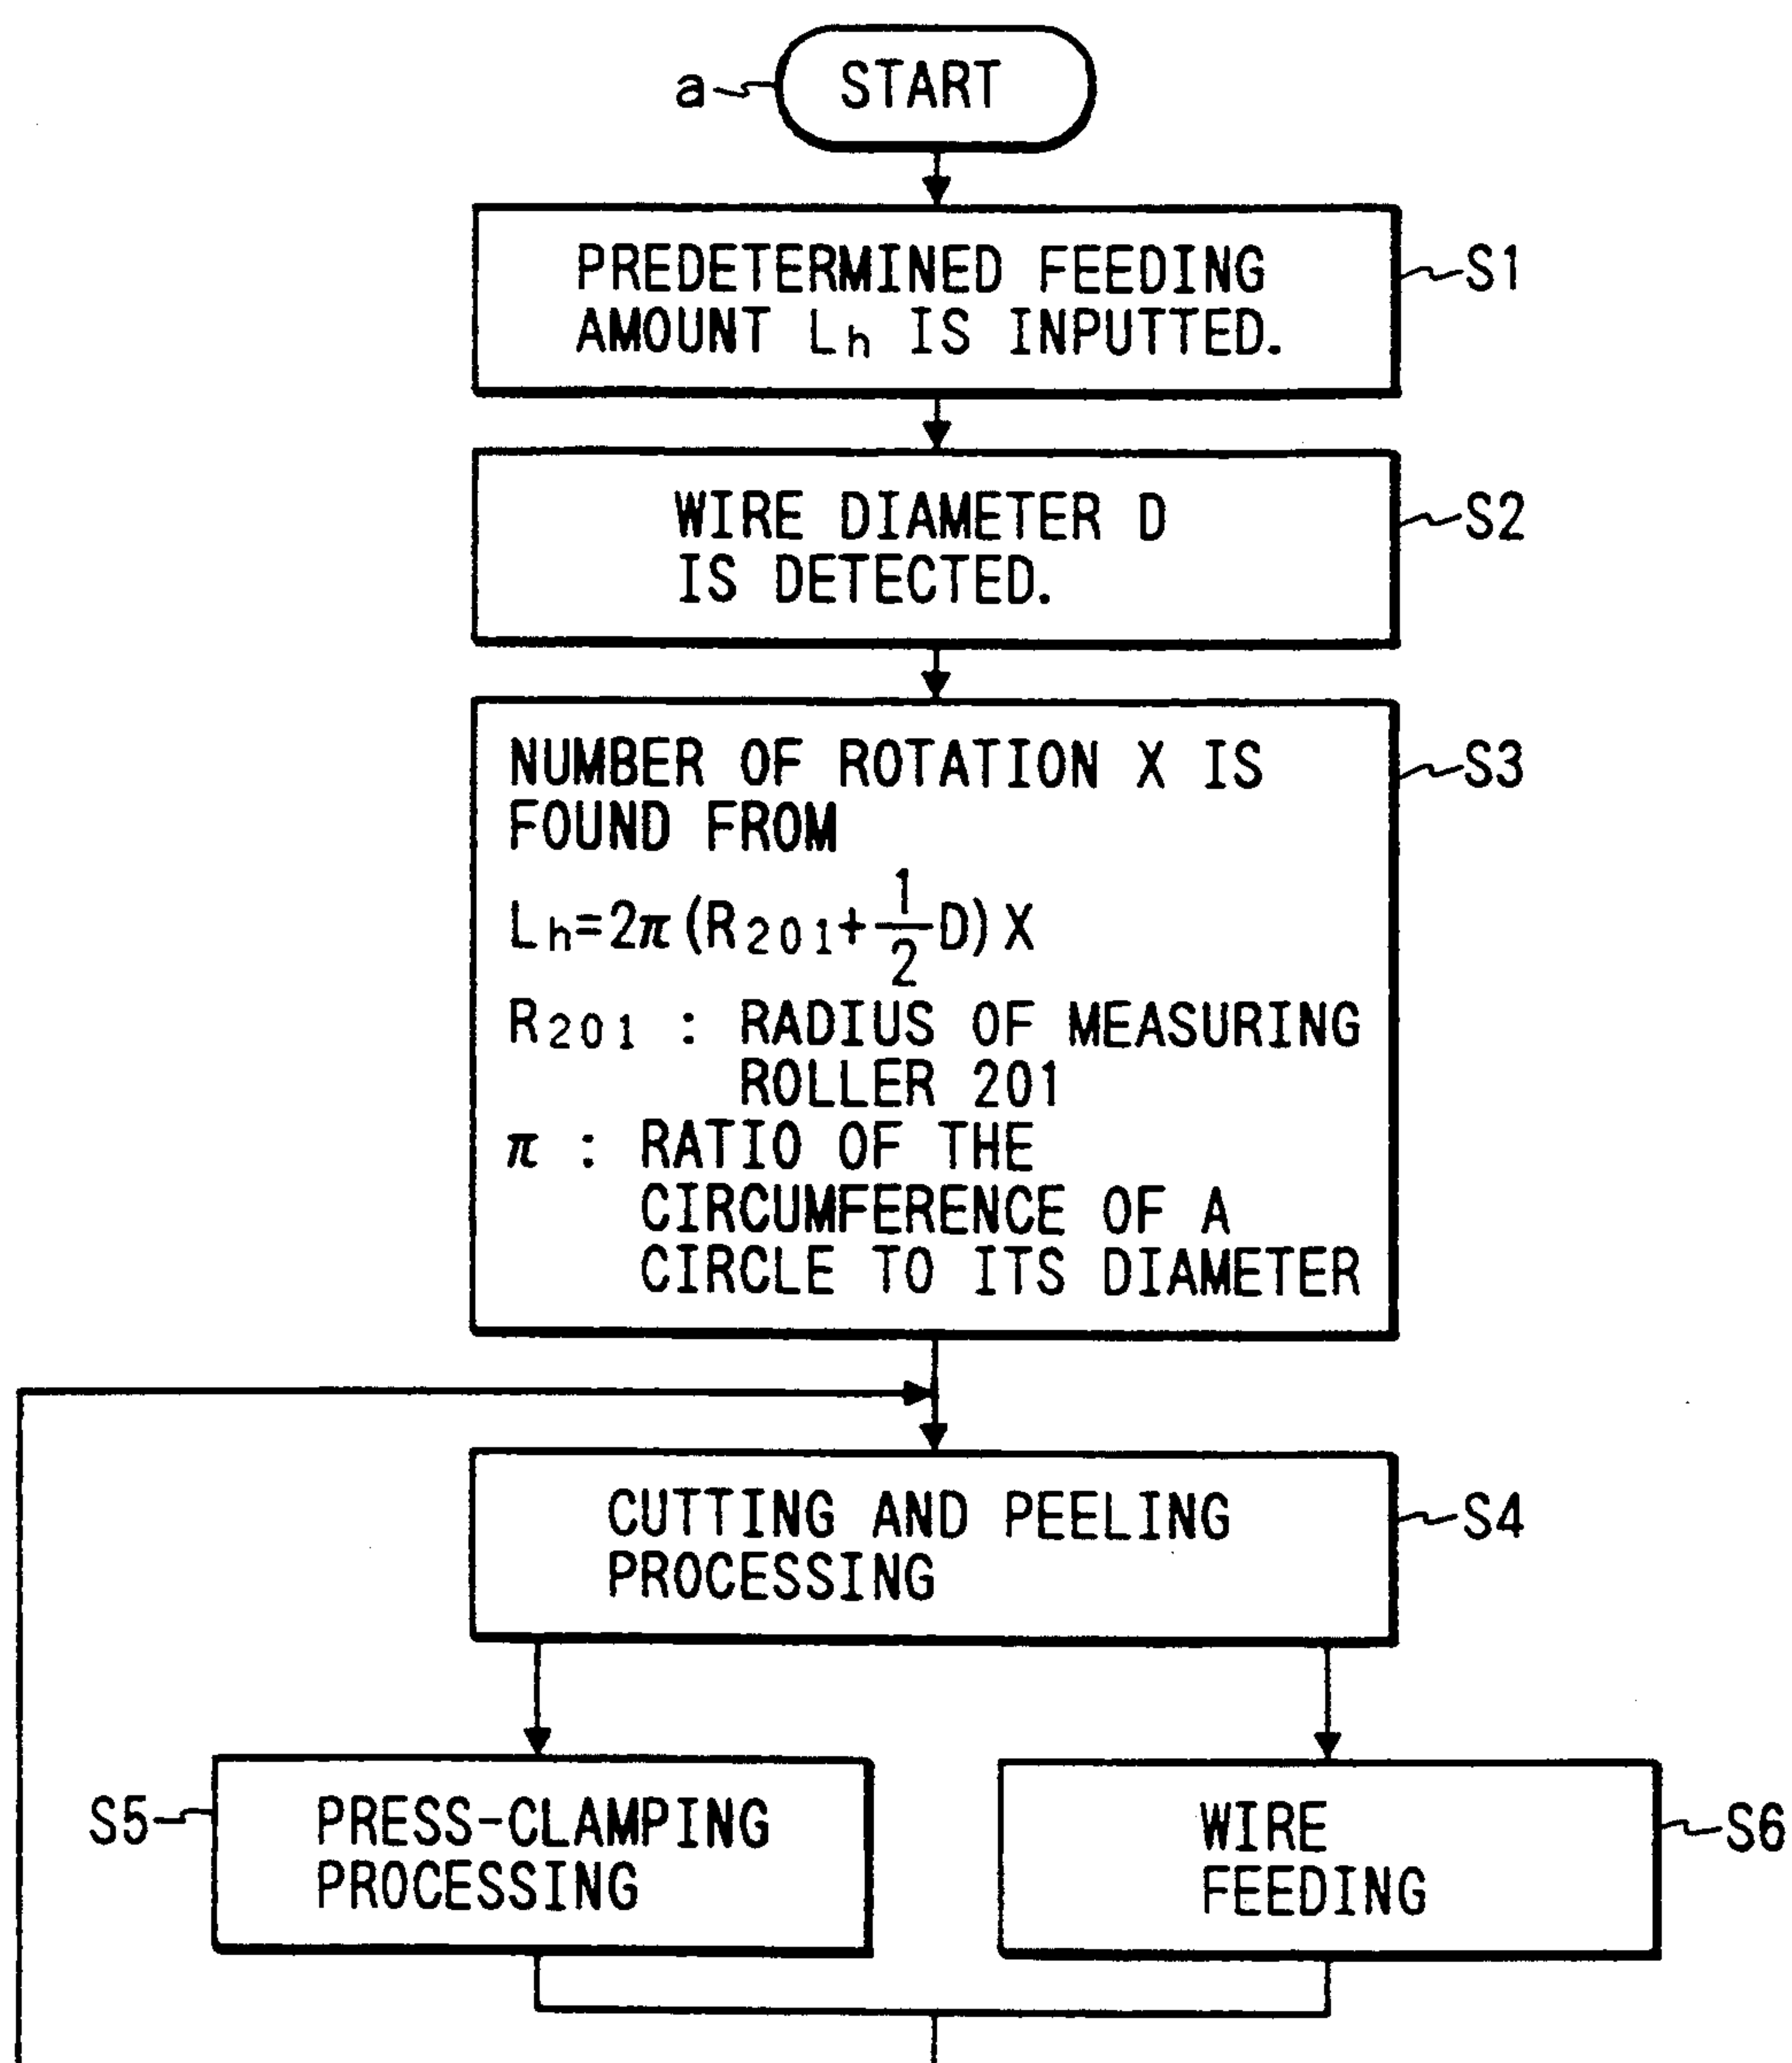 a
START
PREDETERMINED FEEDING
AMOUNT Lh IS INPUTTED.
S1
WIRE DIAMETER D
IS DETECTED.
S2
NUMBER OF ROTATION X IS
FOUND FROM
Lh=2π(R201+1/2D)X
R201 : RADIUS OF MEASURING
ROLLER 201
π : RATIO OF THE
CIRCUMFERENCE OF A
CIRCLE TO ITS DIAMETER
S3
CUTTING AND PEELING
PROCESSING
S4
S5
PRESS-CLAMPING
PROCESSING
WIRE
FEEDING
S6